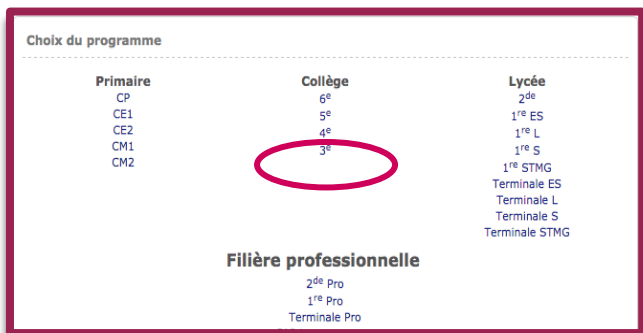 Choix du programme
Primaire
CP
CE1
CE2
CM1
CM2
Collège
6e
5e
4e
3e
Lycée
2de
1re ES
1re L
1re S
1re STMG
Terminale ES
Terminale L
Terminale S
Terminale STMG
Filière professionnelle
2de Pro
1re Pro
Terminale Pro